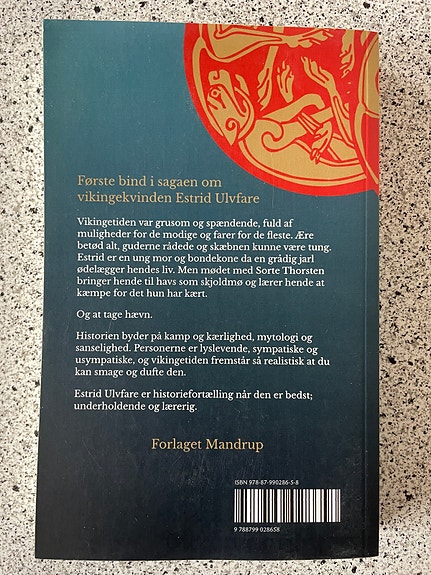 Første bind i sagaen om
vikingekvinden Estrid Ulvfare
Vikingetiden var grusom og spændende, fuld af
muligheder for de modige og farer for de fleste. Ære
betød alt, guderne rådede og skæbnen kunne være tung.
Estrid er en ung mor og bondekone da en grådig jarl
ødelægger hendes liv. Men mødet med Sorte Thorsten
bringer hende til havs som skjoldmø og lærer hende at
kæmpe for det hun har kært.
Og at tage hævn.
Historien byder på kamp og kærlighed, mytologi og
sanselighed. Personerne er lyslevende, sympatiske og
usympatiske, og vikingetiden fremstår så realistisk at du
kan smage og dufte den.
Estrid Ulvfare er historiefortælling når den er bedst;
underholdende og lærerig.
Forlaget Mandrup
ISBN 978-87-990286-5-8
9 788799 028658